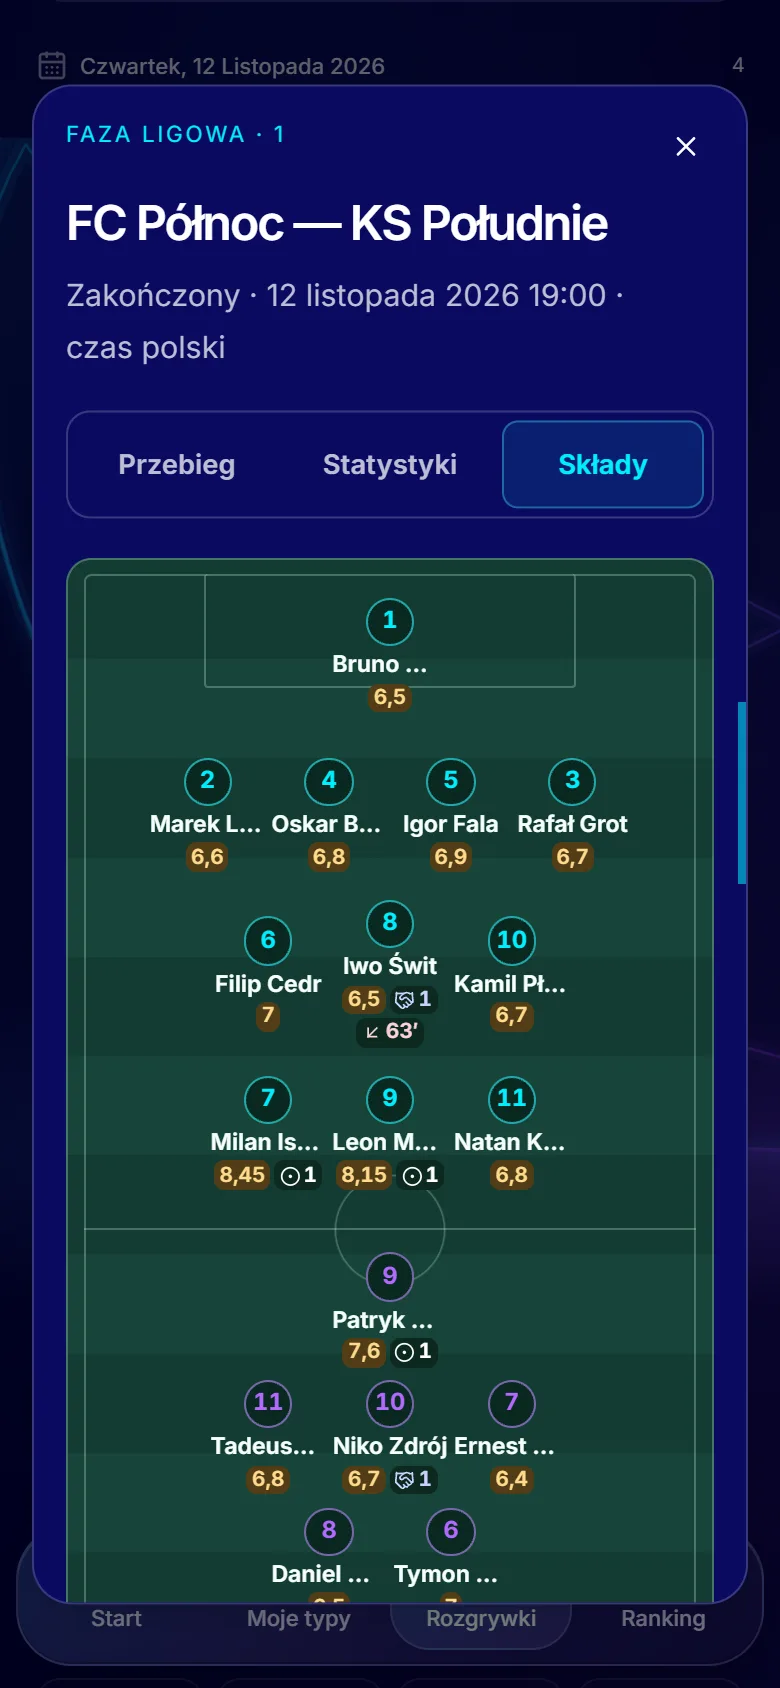 Czwartek, 12 Listopada 2026 4
FAZA LIGOWA · 1
FC Północ — KS Południe
Zakończony · 12 listopada 2026 19:00 ·
czas polski
Przebieg Statystyki Składy
1
Bruno ...
6,5
2 4 5 3
Marek L... Oskar B... Igor Fala Rafał Grot
6,6 6,8 6,9 6,7
6 8 10
Filip Cedr Iwo Świt Kamil Pł...
7 6,5 1 6,7
63′
7 9 11
Milan Is... Leon M... Natan K...
8,45 1 8,15 1 6,8
9
Patryk ...
7,6 1
11 10 7
Tadeus... Niko Zdrój Ernest ...
6,8 6,7 1 6,4
8 6
Daniel ... Tymon ...
Start Moje typy Rozgrywki Ranking